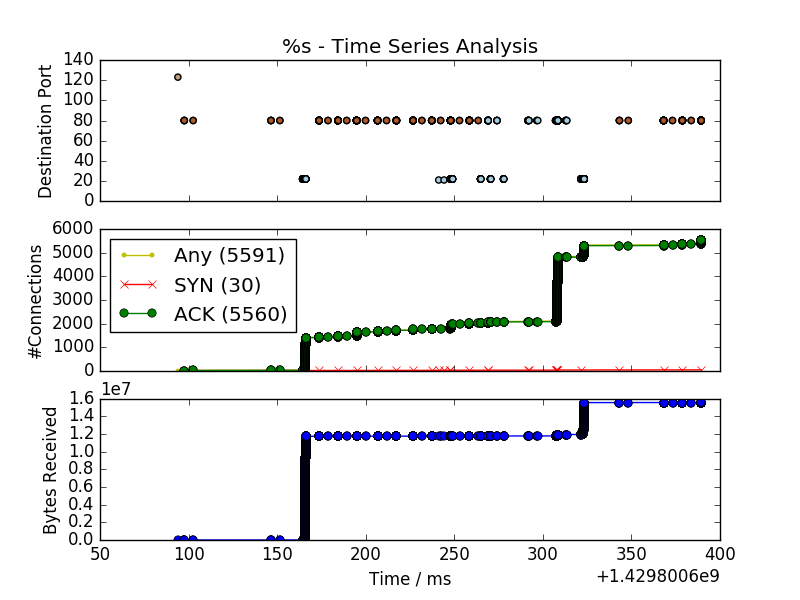 %s - Time Series Analysis
140
120
100
80
60
40
20
0
Destination Port
6000
5000
4000
3000
2000
1000
0
#Connections
Any (5591)
SYN (30)
ACK (5560)
1e7
1.6
1.4
1.2
1.0
0.8
0.6
0.4
0.2
0.0
Bytes Received
50 100 150 200 250 300 350 400
Time / ms
+1.4298006e9